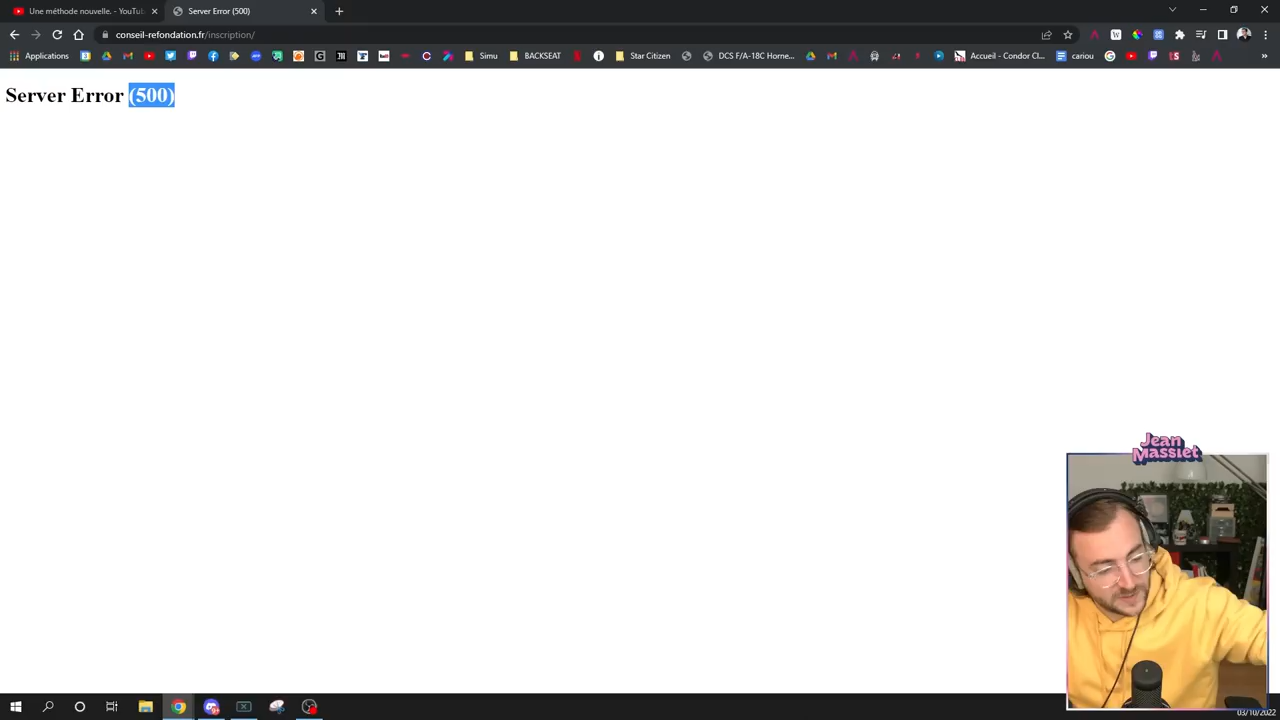 Une méthode nouvelle. - YouTub
Server Error (500)
conseil-refondation.fr/inscription/
Applications
Simu
BACKSEAT
Star Citizen
DCS F/A-18C Horne...
Accueil - Condor Cl...
cariou
Server Error (500)
Jean
Massiet
03/10/2022